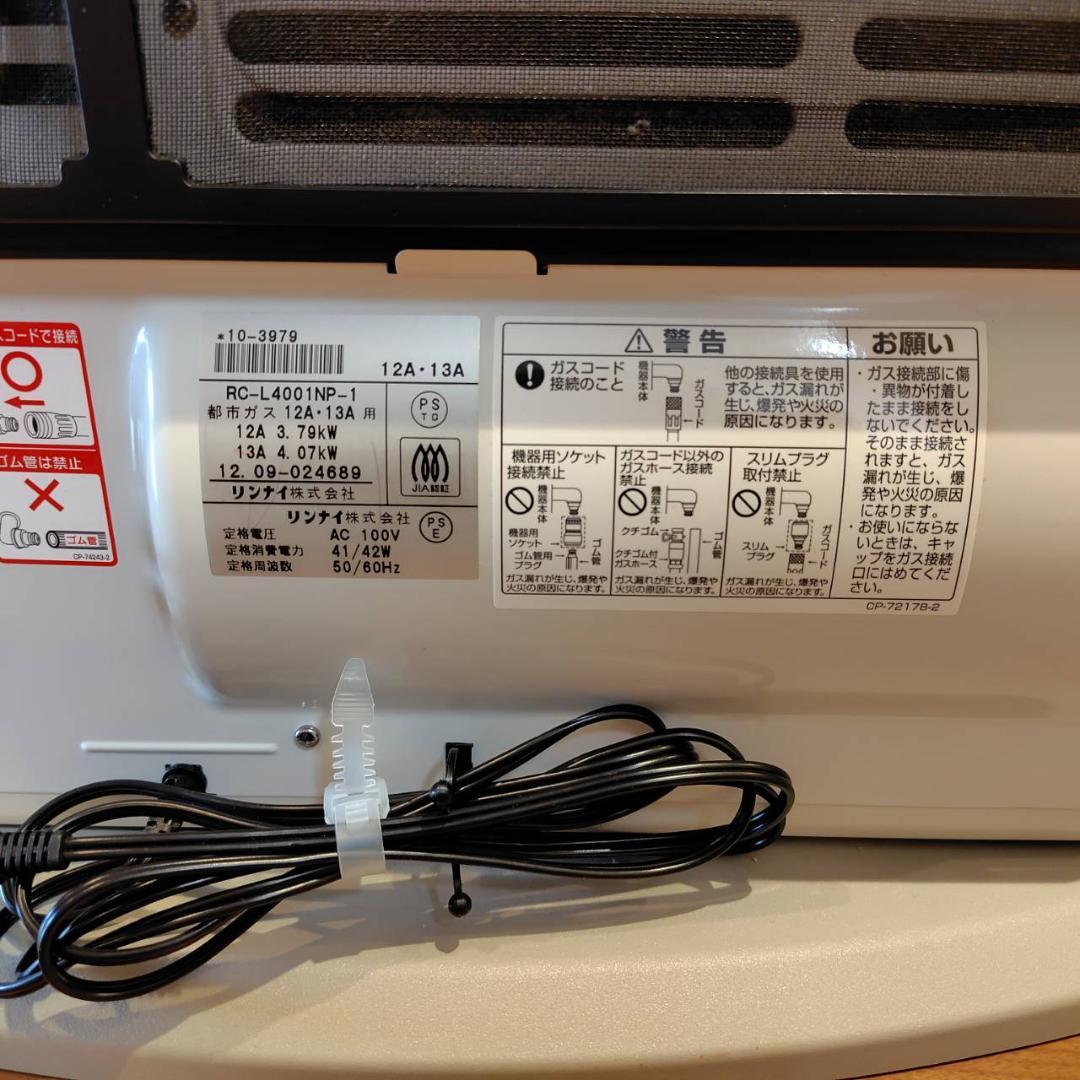 スコードで接続
ゴム管は禁止
ゴム管
CP-74243-2
*10-3979
12A・13A
RC-L4001NP-1
都市ガス 12A・13A 用
12A 3.79kW
13A 4.07kW
12.09-024689
リンナイ株式会社
PS
TG
JIA認証
リンナイ株式会社
定格電圧 AC 100V
定格消費電力 41/42W
定格周波数 50/60Hz
PS
E
警告
ガスコード
接続のこと
機器本体
ガスコード
他の接続具を使用
すると、ガス漏れが
生じ、爆発や火災の
原因になります。
機器用ソケット
接続禁止
機器本体
機器用
ソケット
ゴム管用
プラグ
ゴム管
ガス漏れが生じ、爆発や
火災の原因になります。
ガスコード以外の
ガスホース接続
禁止
機器本体
クチゴム
クチゴム付
ガスホース
ゴム管
ガス漏れが生じ、爆発や
火災の原因になります。
スリムプラグ
取付禁止
機器本体
スリム
プラグ
ガスコード
ガス漏れが生じ、爆発や
火災の原因になります。
お願い
・ガス接続部に傷
・異物が付着し
たまま接続をし
ないでください。
そのまま接続さ
れますと、ガス
漏れが生じ、爆
発や火災の原因
になります。
・お使いにならな
いときは、キャ
ップをガス接続
口にはめてくだ
さい。
CP-72178-2